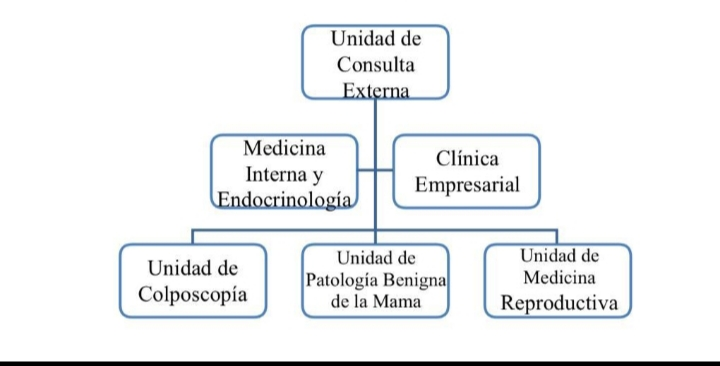 Unidad de
Consulta
Externa
Medicina
Interna y
Endocrinología
Clínica
Empresarial
Unidad de
Colposcopía
Unidad de
Patología Benigna
de la Mama
Unidad de
Medicina
Reproductiva